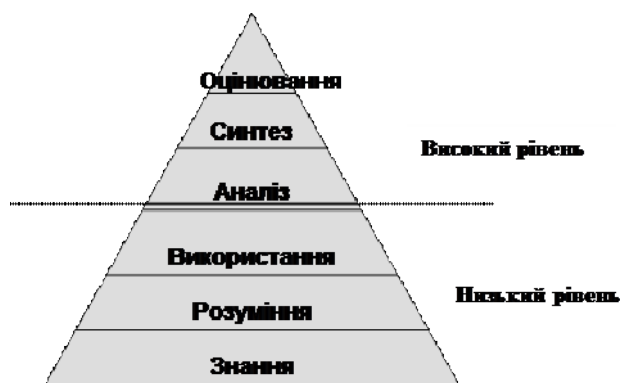 Оцінювання
Синтез
Високий рівень
Аналіз
Використання
Низький рівень
Розуміння
Знання